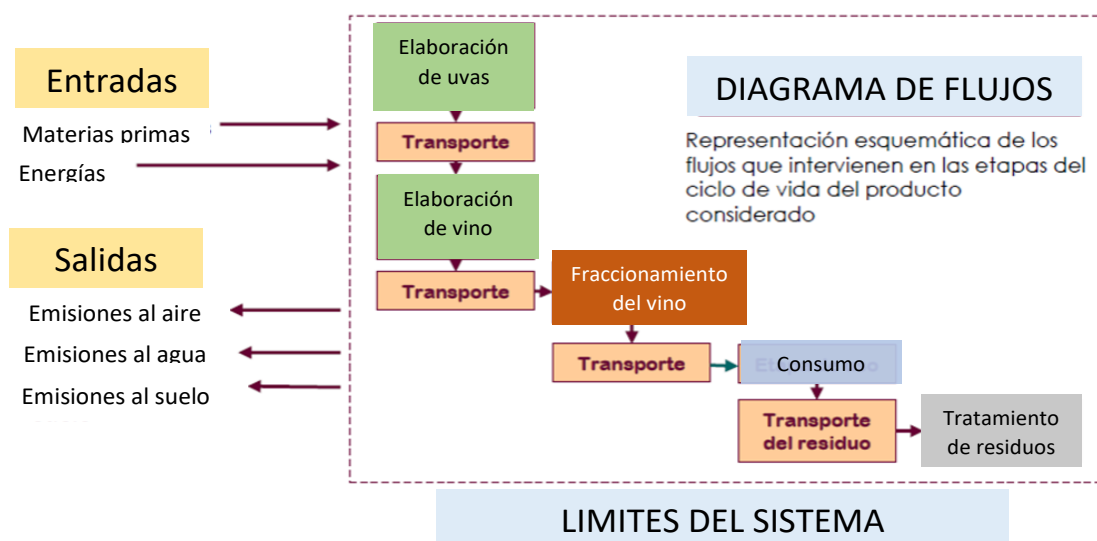 Entradas
Materias primas
Energías
Salidas
Emisiones al aire
Emisiones al agua
Emisiones al suelo
Elaboración
de uvas
Transporte
Elaboración
de vino
Transporte
Fraccionamiento
del vino
Transporte
Consumo
Transporte
del residuo
Tratamiento
de residuos
DIAGRAMA DE FLUJOS
Representación esquemática de los
flujos que intervienen en las etapas del
ciclo de vida del producto
considerado
LIMITES DEL SISTEMA